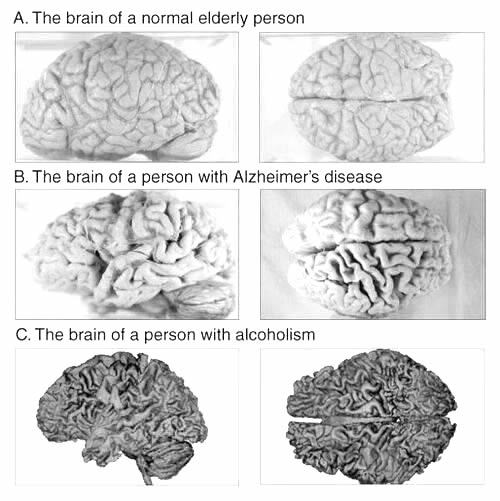 A. The brain of a normal elderly person
B. The brain of a person with Alzheimer's disease
C. The brain of a person with alcoholism